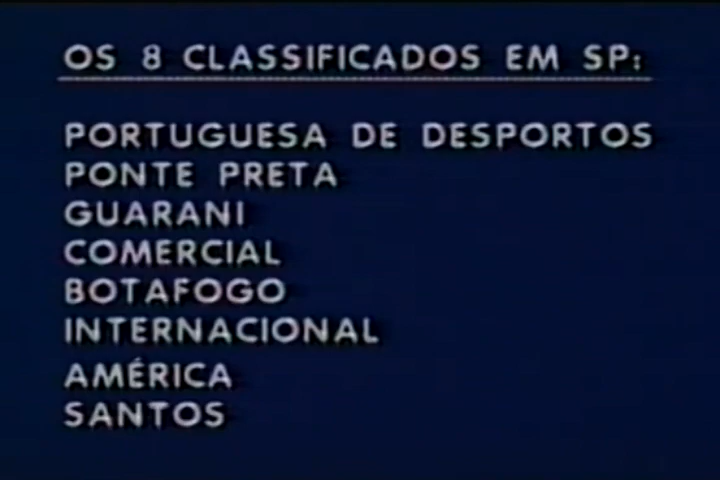 OS 8 CLASSIFICADOS EM SP:
PORTUGUESA DE DESPORTOS
PONTE PRETA
GUARANI
COMERCIAL
BOTAFOGO
INTERNACIONAL
AMÉRICA
SANTOS